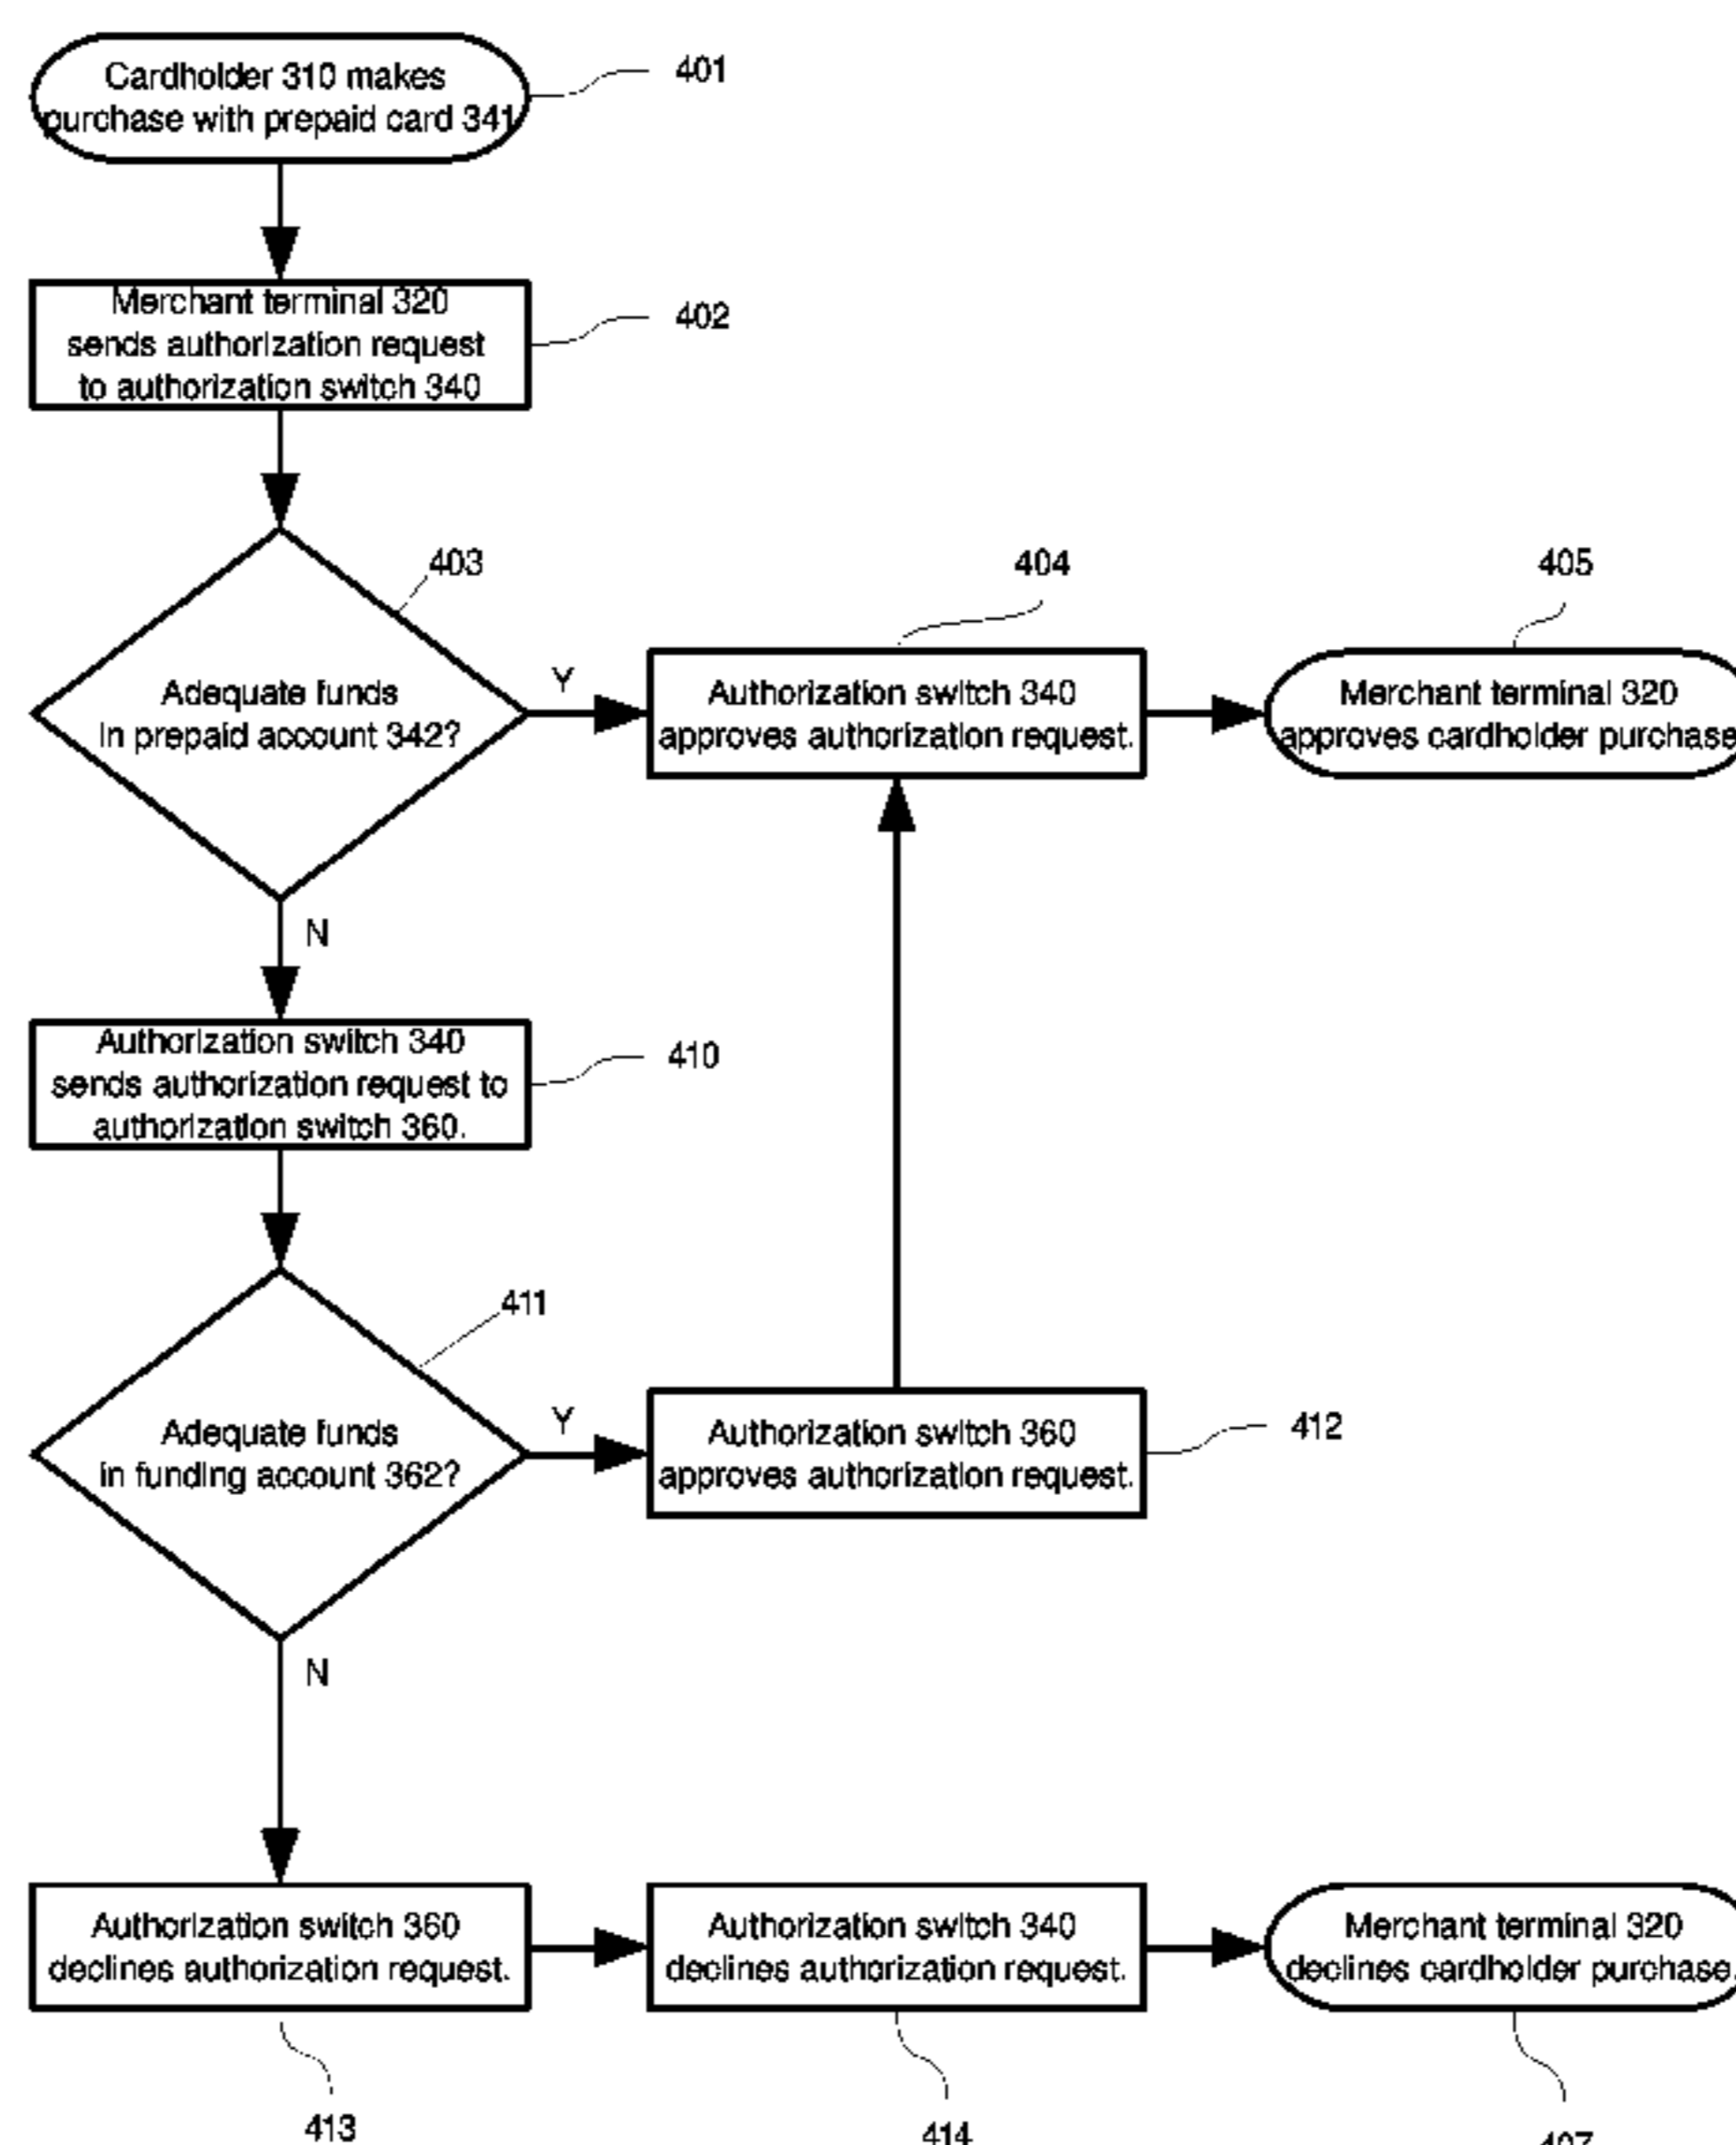 Cardholder 310 makes
purchase with prepaid card 341
401
Merchant terminal 320
sends authorization request
to authorization switch 340
402
403
404
405
Adequate funds
in prepaid account 342?
Y
Authorization switch 340
approves authorization request.
Merchant terminal 320
approves cardholder purchase
N
Authorization switch 340
sends authorization request to
authorization switch 360.
410
411
Adequate funds
in funding account 362?
Y
Authorization switch 360
approves authorization request.
412
N
Authorization switch 360
declines authorization request.
Authorization switch 340
declines authorization request.
Merchant terminal 320
declines cardholder purchase.
413
414
407